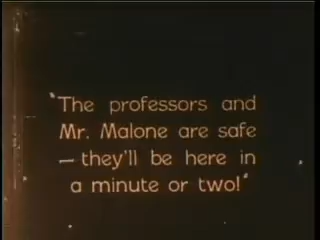 "The professors and
Mr. Malone are safe
—they'll be here in
a minute or two!"